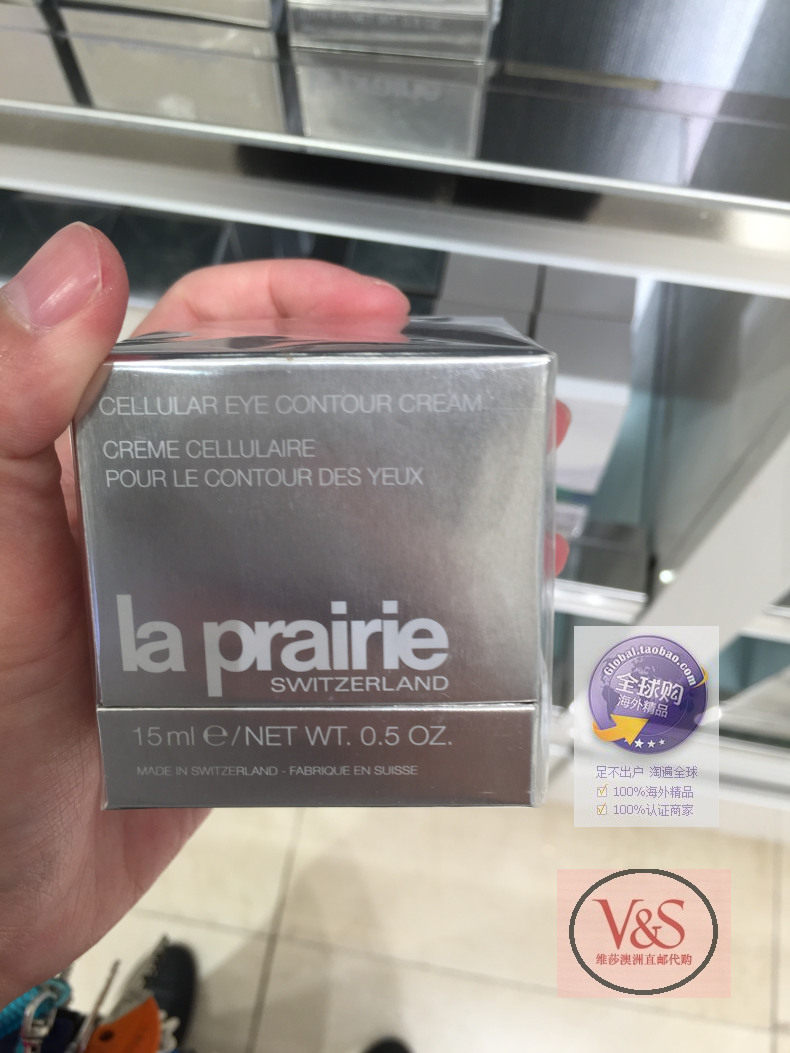 CELLULAR EYE CONTOUR CREAM
CRÈME CELLULAIRE
POUR LE CONTOUR DES YEUX
la prairie
SWITZERLAND
15 ml ℮/NET WT. 0.5 OZ.
MADE IN SWITZERLAND - FABRIQUE EN SUISSE
Global.taobao.com
全球购
海外精品
足不出户 淘遍全球
100%海外精品
100%认证商家
V&S
维莎澳洲直邮代购